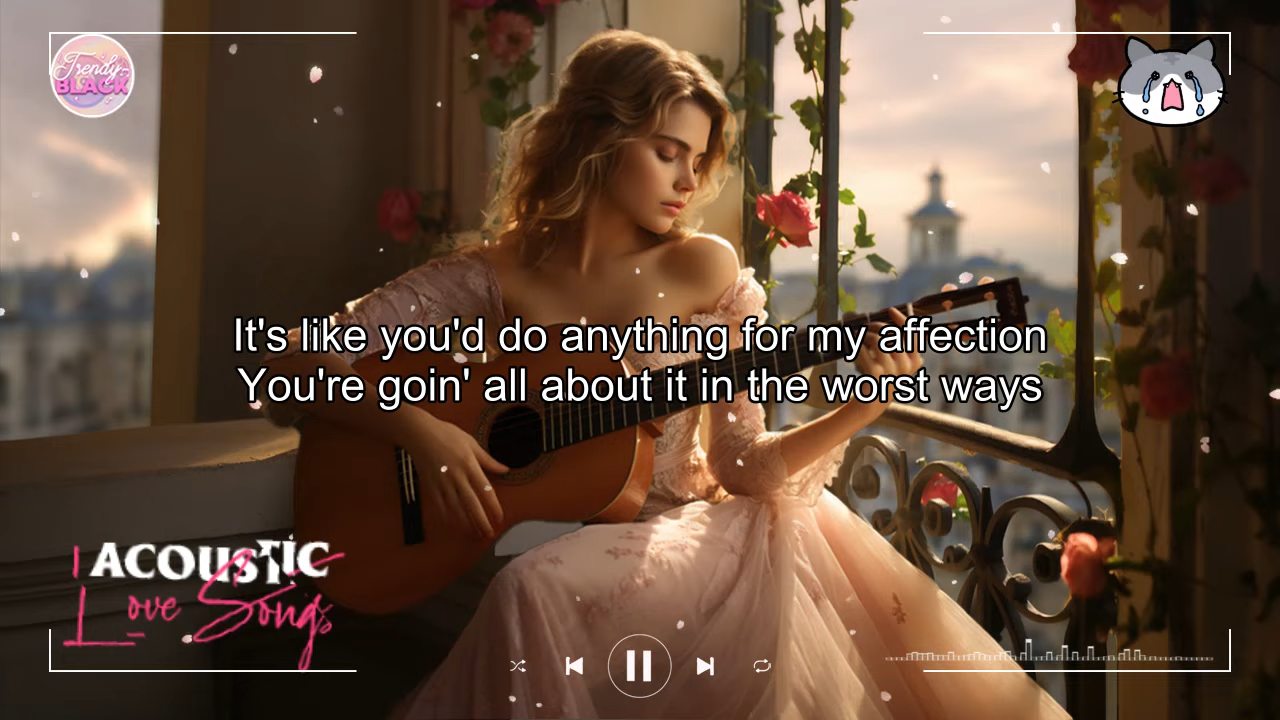 Trendy
BLACK
It's like you'd do anything for my affection
You're goin' all about it in the worst ways
ACOUSTIC
Love Songs